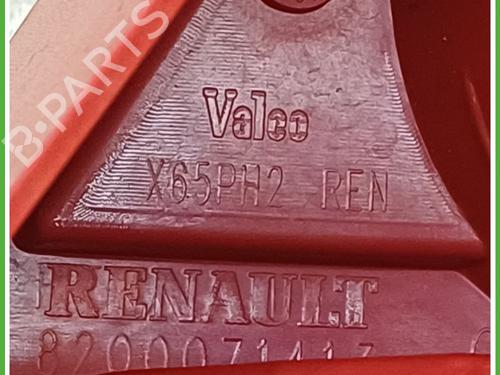 B-PARTS
Valeo
X65PH2 REN
RENAULT
8200071413